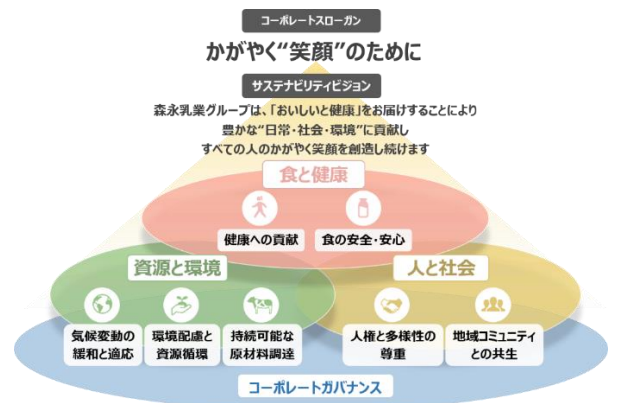 コーポレートスローガン
かがやく“笑顔”のために
サステナビリティビジョン
森永乳業グループは、「おいしいと健康」をお届けすることにより
豊かな“日常・社会・環境”に貢献し
すべての人のかがやく笑顔を創造し続けます
食と健康
健康への貢献
食の安全・安心
資源と環境
人と社会
気候変動の
緩和と適応
環境配慮と
資源循環
持続可能な
原材料調達
人権と多様性の
尊重
地域コミュニティ
との共生
コーポレートガバナンス